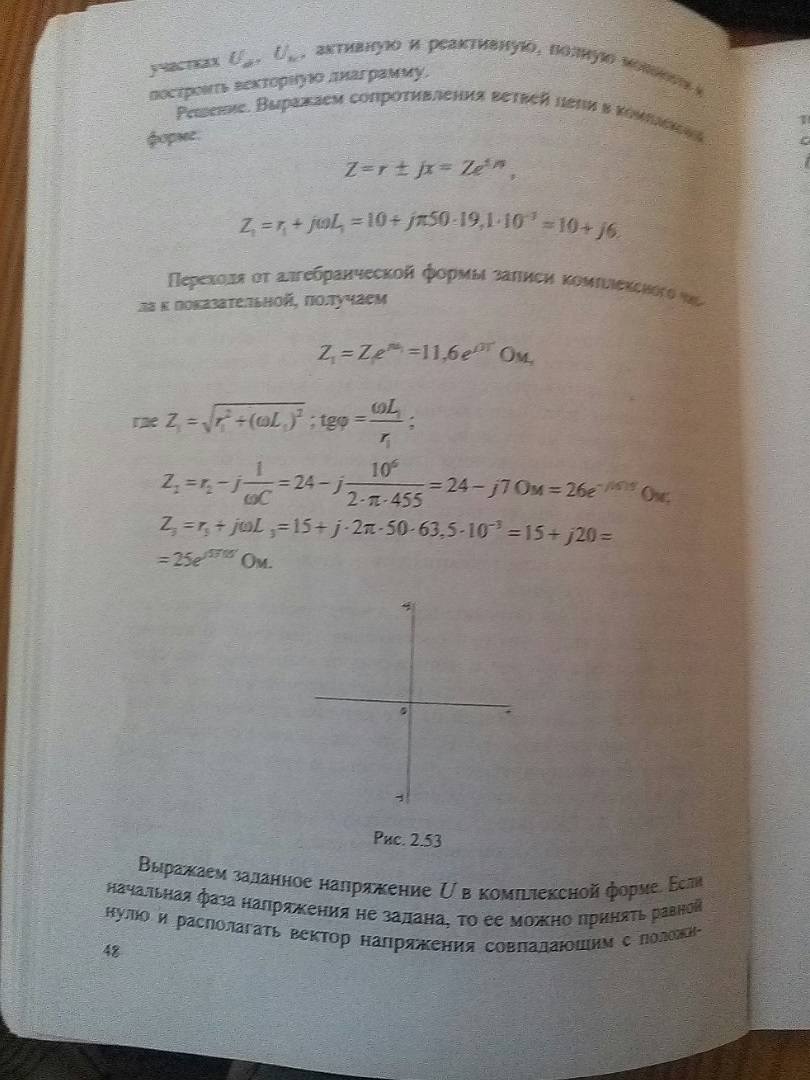 участках U_ab, U_bc, активную и реактивную, полную мощности и
построить векторную диаграмму.
Решение. Выражаем сопротивления ветвей цепи в комплексной
форме:
Z = r ± jx = Ze^{±jφ},
Z₁ = r₁ + jωL₁ = 10 + jπ50·19,1·10⁻³ = 10 + j6.
Переходя от алгебраической формы записи комплексного чис-
ла к показательной, получаем
Z₁ = Z₁e^{jφ₁} = 11,6e^{j31°} Ом,
где Z₁ = √(r₁² + (ωL₁)²); tgφ = ωL₁/r₁;
Z₂ = r₂ − j 1/ωC = 24 − j 10⁶/(2·π·455) = 24 − j7 Ом = 26e^{−j16°15'} Ом;
Z₃ = r₃ + jωL₃ = 15 + j·2π·50·63,5·10⁻³ = 15 + j20 =
= 25e^{j53°05'} Ом.
0
Рис. 2.53
Выражаем заданное напряжение U в комплексной форме. Если
начальная фаза напряжения не задана, то ее можно принять равной
нулю и располагать вектор напряжения совпадающим с положи-
48